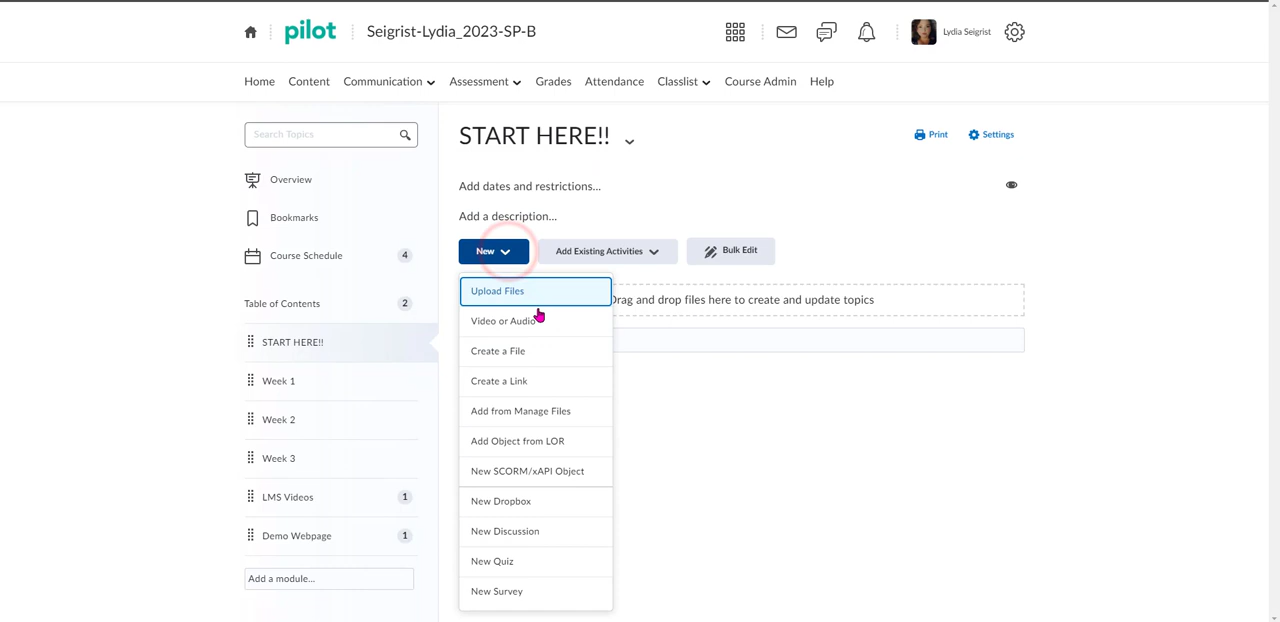 pilot
Seigrist-Lydia_2023-SP-B
Lydia Seigrist
Home Content Communication Assessment Grades Attendance Classlist Course Admin Help
Search Topics
Overview
Bookmarks
Course Schedule 4
Table of Contents 2
START HERE!!
Week 1
Week 2
Week 3
LMS Videos 1
Demo Webpage 1
Add a module...
START HERE!!
Print Settings
Add dates and restrictions...
Add a description...
New Add Existing Activities Bulk Edit
Drag and drop files here to create and update topics
Upload Files
Video or Audio
Create a File
Create a Link
Add from Manage Files
Add Object from LOR
New SCORM/xAPI Object
New Dropbox
New Discussion
New Quiz
New Survey